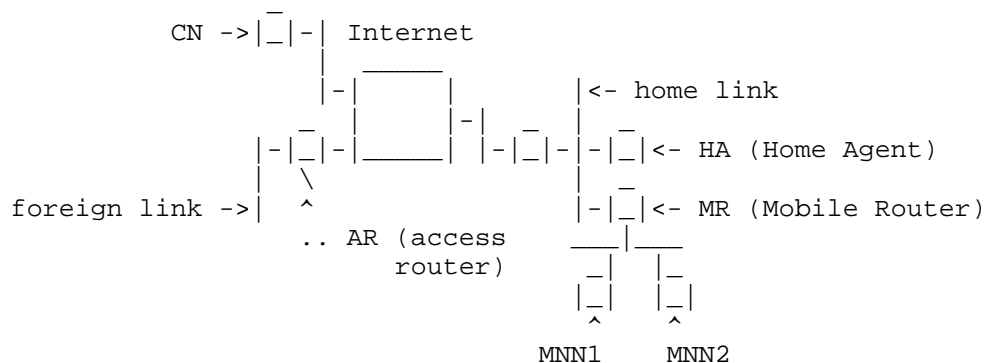 CN -> Internet
<- home link
<- HA (Home Agent)
foreign link -> <- MR (Mobile Router)
.. AR (access
router)
MNN1 MNN2